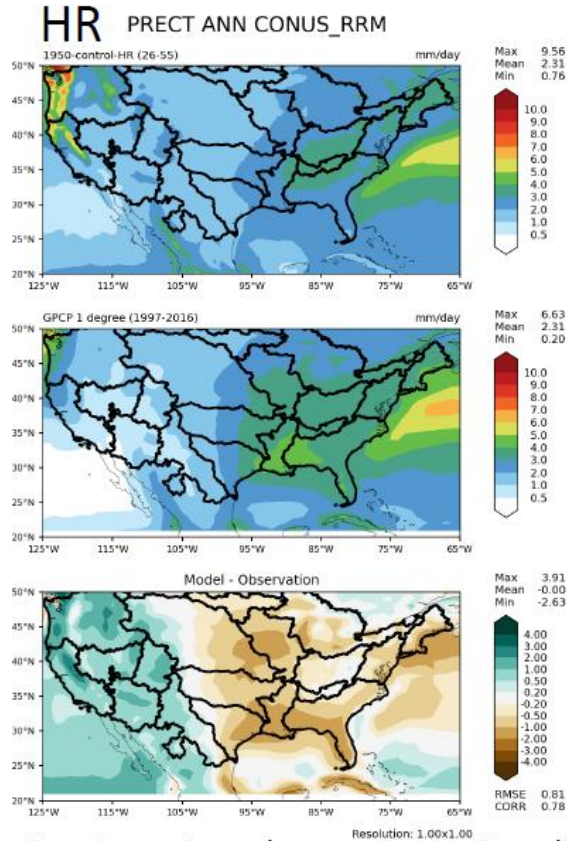 HR PRECT ANN CONUS_RRM
1950-control-HR (26-55) mm/day
Max 9.56
Mean 2.31
Min 0.76
50°N
45°N
40°N
35°N
30°N
25°N
20°N
125°W 115°W 105°W 95°W 85°W 75°W 65°W
10.0
9.0
8.0
7.0
6.0
5.0
4.0
3.0
2.0
1.0
0.5
GPCP 1 degree (1997-2016) mm/day
Max 6.63
Mean 2.31
Min 0.20
50°N
45°N
40°N
35°N
30°N
25°N
20°N
125°W 115°W 105°W 95°W 85°W 75°W 65°W
10.0
9.0
8.0
7.0
6.0
5.0
4.0
3.0
2.0
1.0
0.5
Model - Observation
Max 3.91
Mean -0.00
Min -2.63
50°N
45°N
40°N
35°N
30°N
25°N
20°N
125°W 115°W 105°W 95°W 85°W 75°W 65°W
4.00
3.00
2.00
1.00
0.50
0.20
-0.20
-0.50
-1.00
-2.00
-3.00
-4.00
RMSE 0.81
CORR 0.78
Resolution: 1.00x1.00